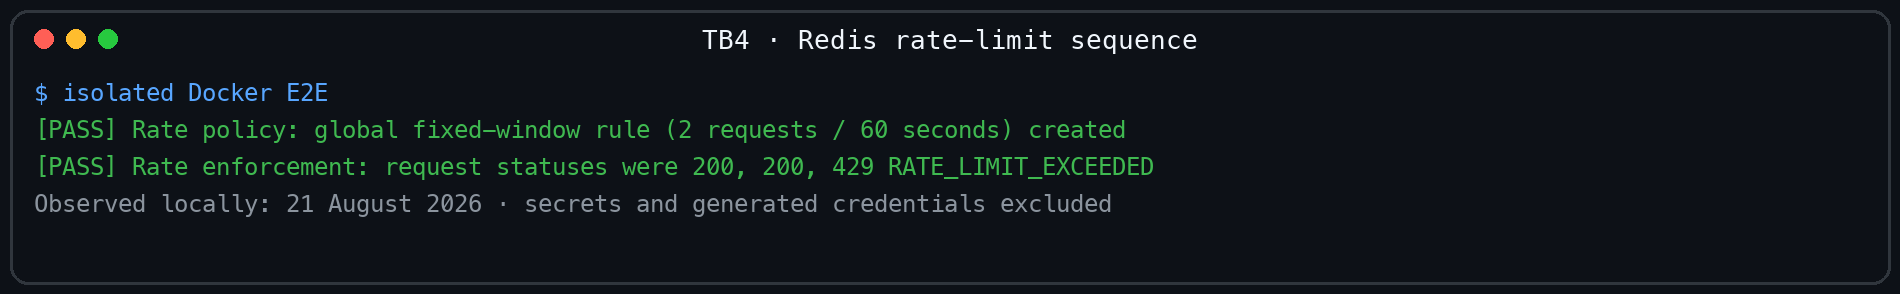 TB4 · Redis rate−limit sequence
$ isolated Docker E2E
[PASS] Rate policy: global fixed−window rule (2 requests / 60 seconds) created
[PASS] Rate enforcement: request statuses were 200, 200, 429 RATE_LIMIT_EXCEEDED
Observed locally: 21 August 2026 · secrets and generated credentials excluded